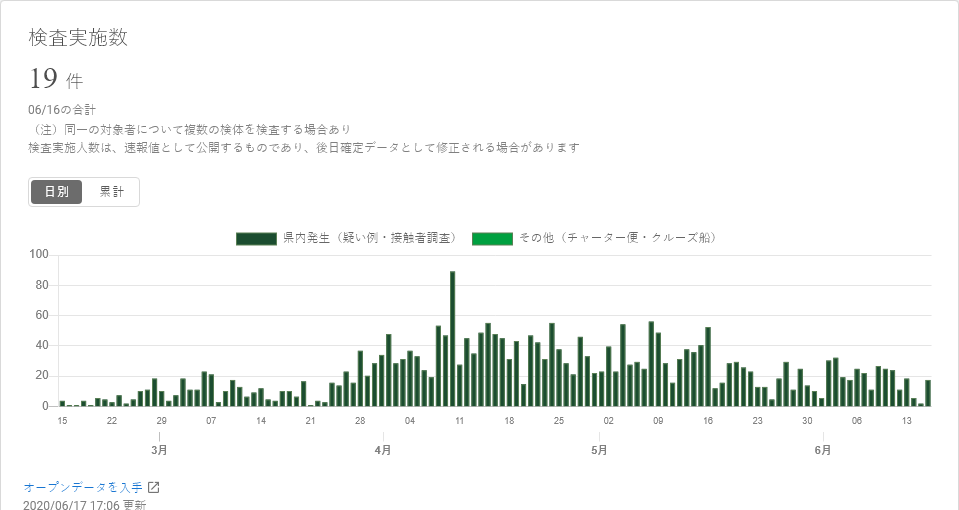 検査実施数
19 件
06/16の合計
（注）同一の対象者について複数の検体を検査する場合あり
検査実施人数は、速報値として公開するものであり、後日確定データとして修正される場合があります
日別 累計
県内発生（疑い例・接触者調査） その他（チャーター便・クルーズ船）
100
80
60
40
20
0
15 22 29 07 14 21 28 04 11 18 25 02 09 16 23 30 06 13
3月 4月 5月 6月
オープンデータを入手
2020/06/17 17:06 更新